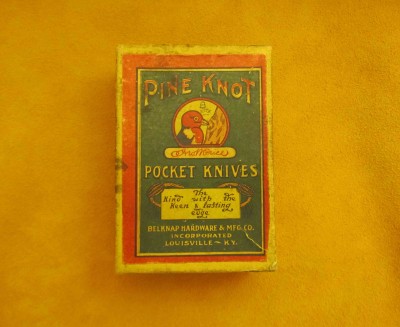 PINE KNOT
POCKET KNIVES
The
Kind with the
Keen & lasting
edge
BELKNAP HARDWARE & MFG. CO.
INCORPORATED
LOUISVILLE ~ KY.